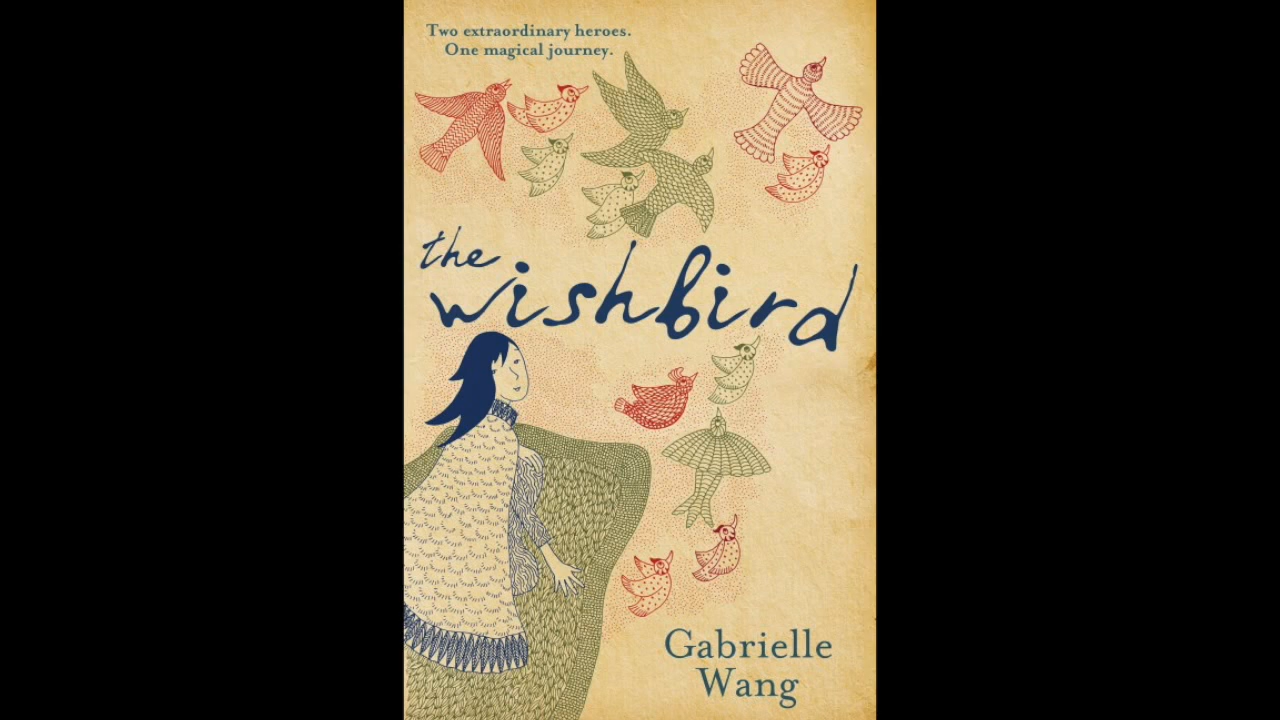 Two extraordinary heroes.
One magical journey.
the
wishbird
Gabrielle
Wang